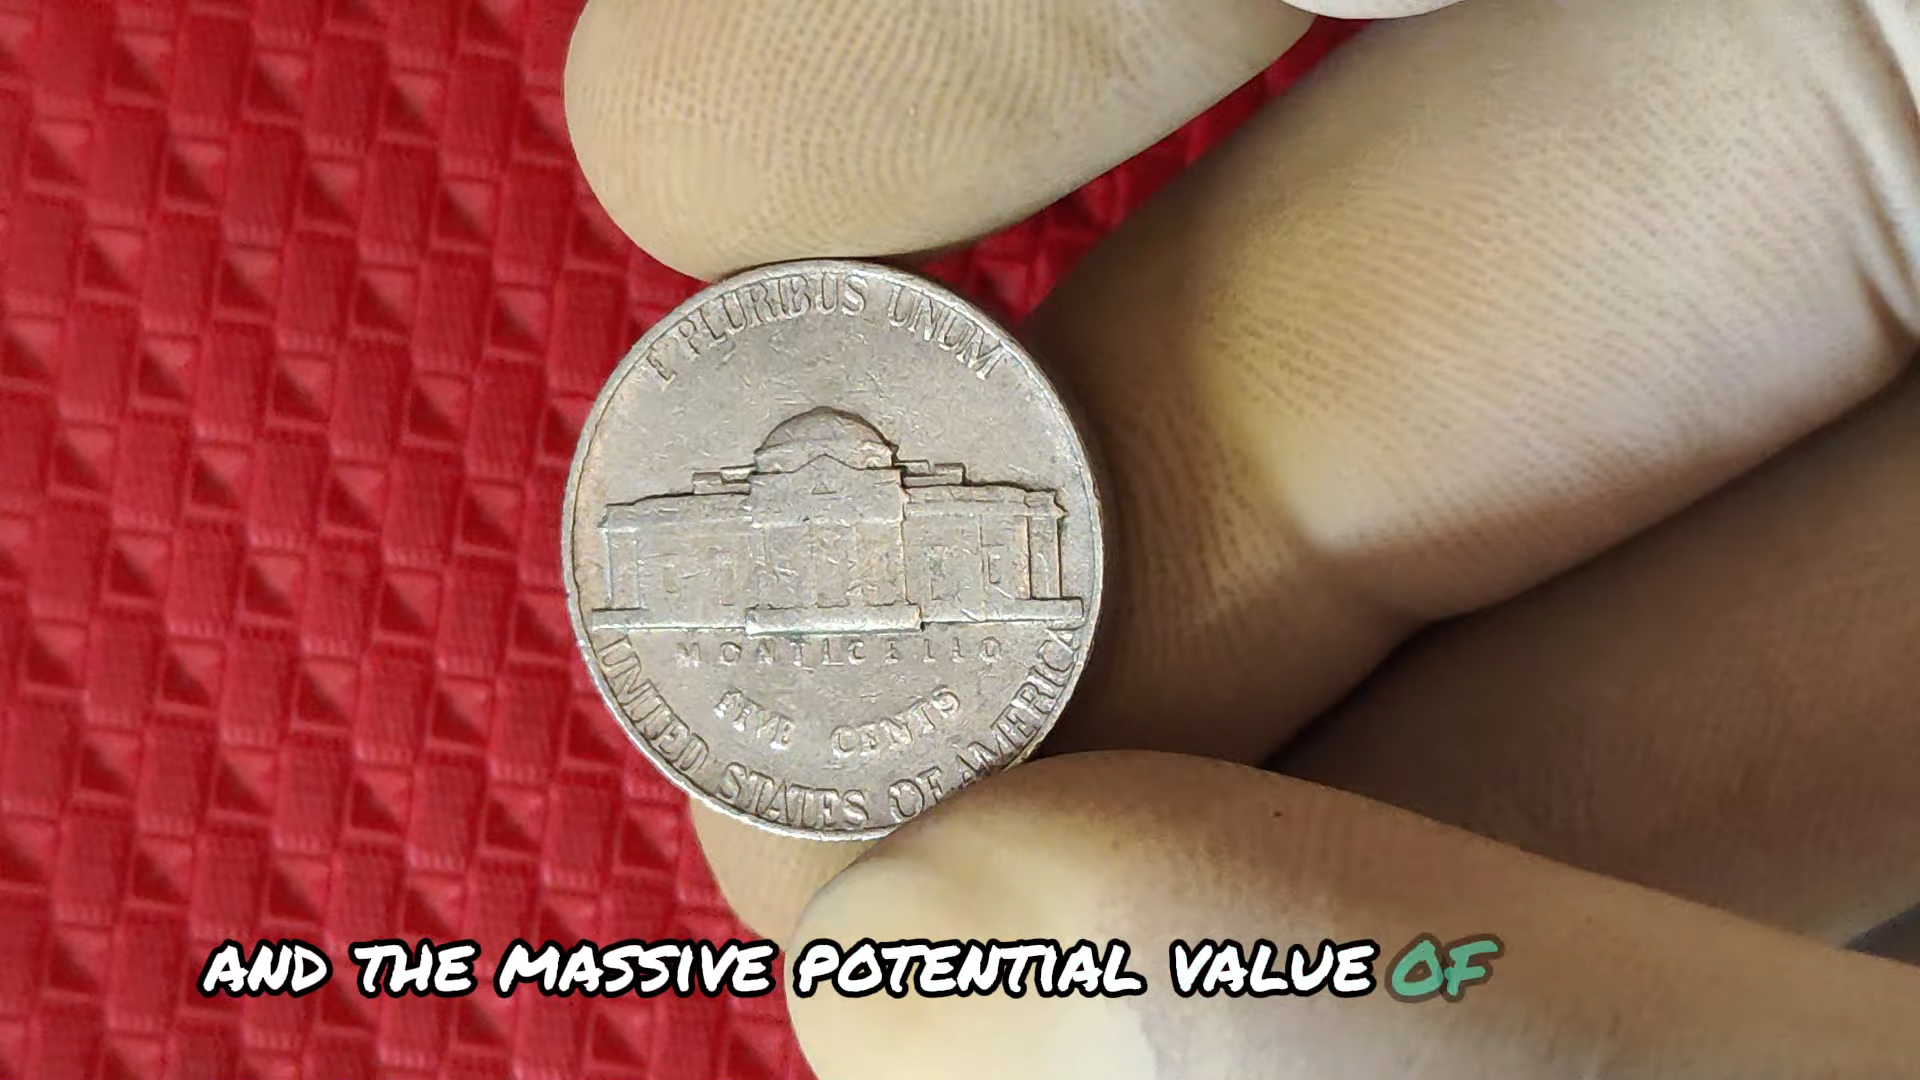 E PLURIBUS UNUM
MONTICELLO
FIVE CENTS
UNITED STATES OF AMERICA
AND THE MASSIVE POTENTIAL VALUE OF